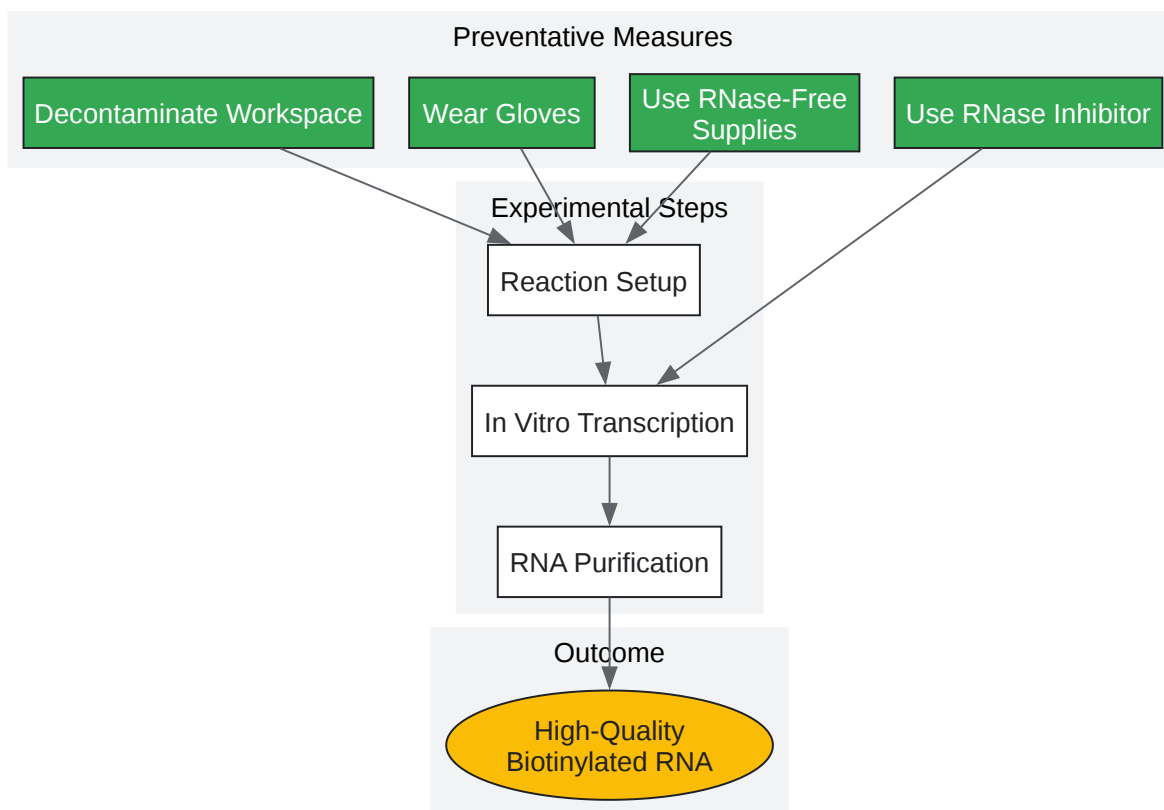 Preventative Measures
Decontaminate Workspace
Wear Gloves
Use RNase-Free
Supplies
Use RNase Inhibitor
Experimental Steps
Reaction Setup
In Vitro Transcription
RNA Purification
Outcome
High-Quality
Biotinylated RNA